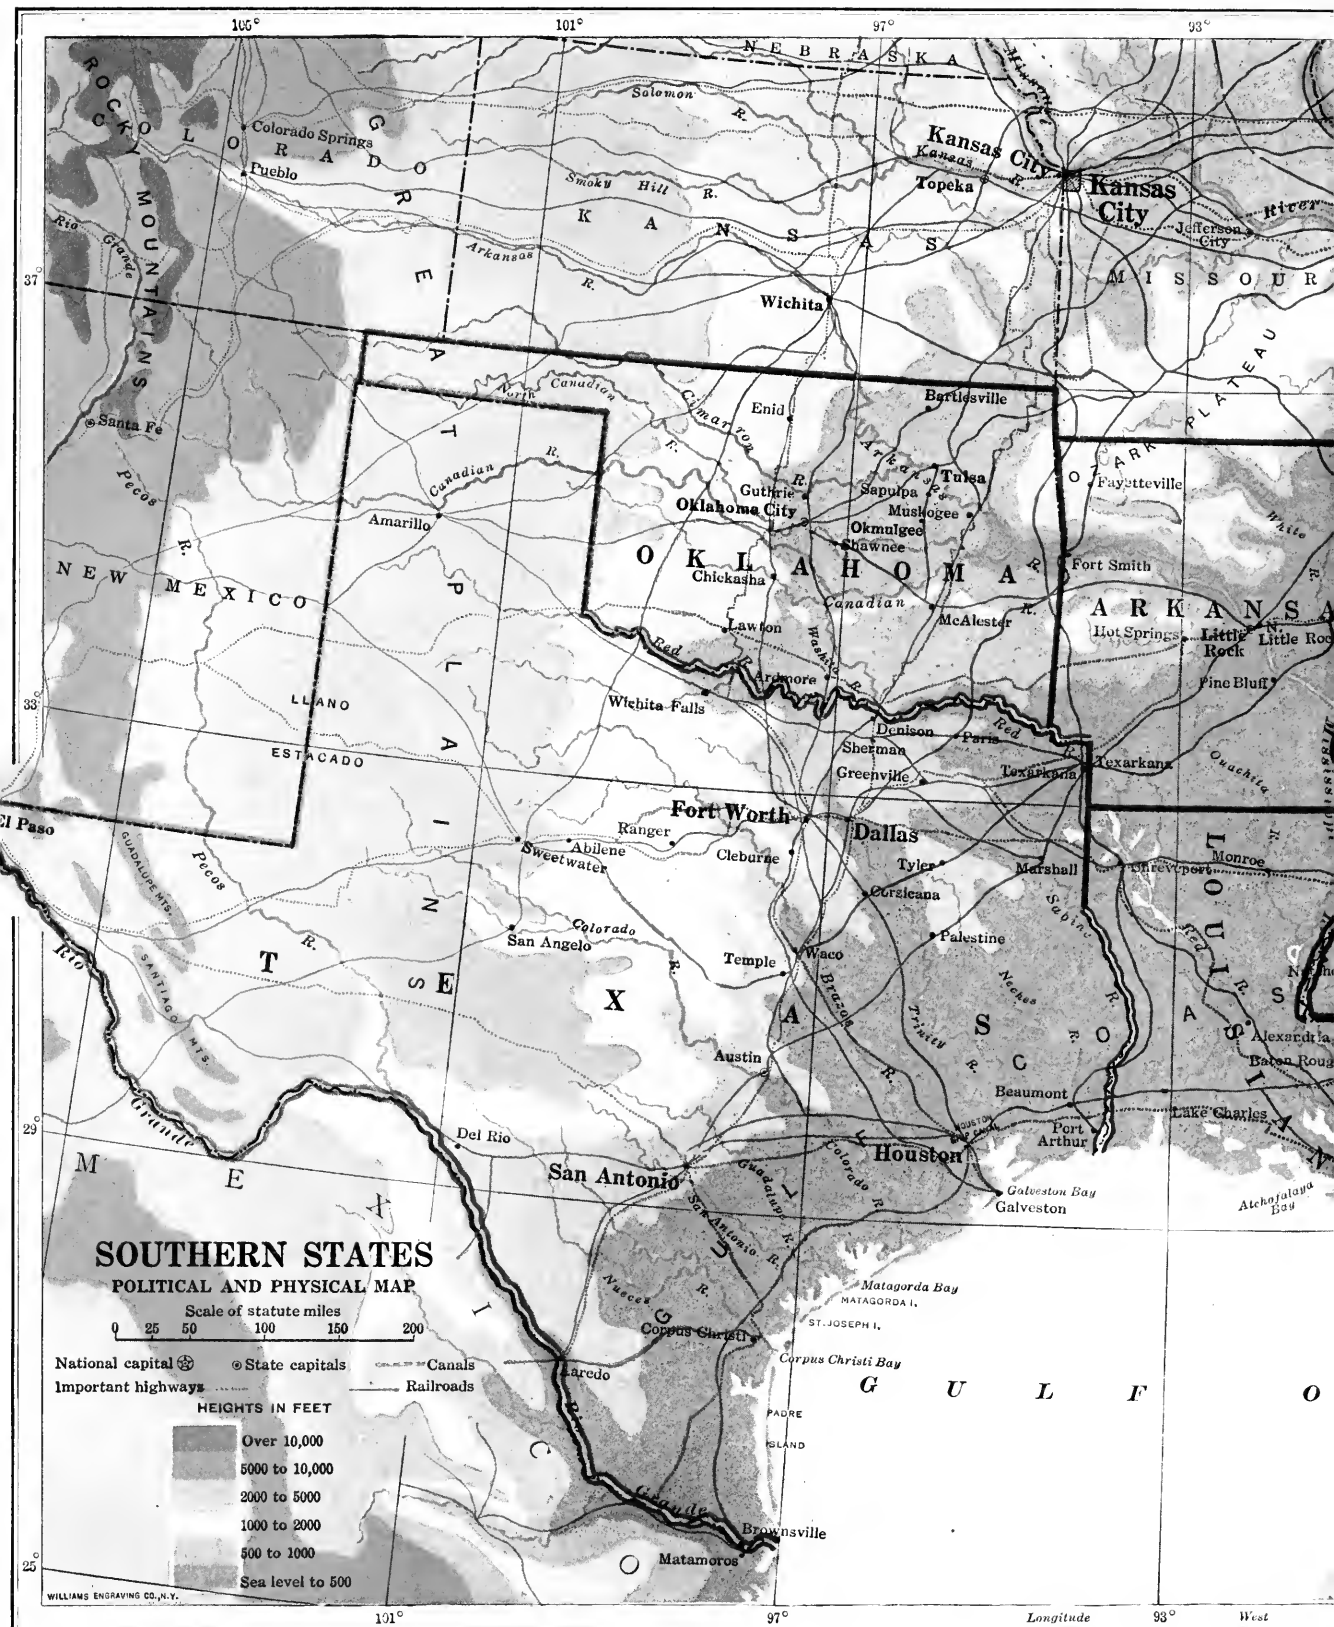 105°
101°
97°
93°
NEBRASKA
ROCKY MOUNTAINS
COLORADO
Colorado Springs
Pueblo
GREAT PLAINS
Solomon R.
Smoky Hill R.
KANSAS
Arkansas R.
Kansas City
Kansas R.
Topeka
Kansas City
River
Jefferson City
MISSOUR
Rio Grande
37°
Wichita
OZARK PLATEAU
North Canadian
Cimarron
R.
R.
Enid
Bartlesville
Santa Fe
Pecos
R.
Canadian R.
Amarillo
Arkansas
Tulsa
Sapulpa
Guthrie
Muskogee
Oklahoma City
Okmulgee
Shawnee
Fayetteville
White
R.
NEW MEXICO
OKLAHOMA
Chickasha
R.
Fort Smith
Canadian
R.
ARKANSA
McAlester
Lawton
Hot Springs
Little Rock
N. Little Roc
Washita R.
Red R.
Ardmore
Pine Bluff
Wichita Falls
33°
LLANO
ESTACADO
Denison
Sherman
Paris
Red R.
Greenville
Texarkana
Texarkana
Ouachita
R.
El Paso
GUADALUPE MTS.
Pecos
R.
Fort Worth
Dallas
Ranger
Abilene
Sweetwater
Cleburne
Tyler
Marshall
Shreveport
Monroe
Corsicana
Sabine
R.
LOUISIAN
Red
R.
San Angelo
Colorado
R.
Palestine
Temple
Waco
Rio
SANTIAGO MTS.
TEXAS
Brazos
R.
Trinity
R.
Neches
R.
COASTAL
S
Alexandria
Baton Roug
Austin
Beaumont
Lake Charles
Port Arthur
HOUSTON CANAL
Houston
29°
Grande
Del Rio
San Antonio
Guadalupe R.
Colorado R.
Galveston Bay
Galveston
Atchafalaya Bay
MEXICO
San Antonio R.
GULF
Nueces R.
Matagorda Bay
MATAGORDA I.
ST. JOSEPH I.
Corpus Christi
Corpus Christi Bay
GULF O
Laredo
PADRE ISLAND
Rio
Grande
Brownsville
Matamoros
SOUTHERN STATES
POLITICAL AND PHYSICAL MAP
Scale of statute miles
0 25 50 100 150 200
National capital State capitals Canals
Important highways Railroads
HEIGHTS IN FEET
Over 10,000
5000 to 10,000
2000 to 5000
1000 to 2000
500 to 1000
Sea level to 500
25°
WILLIAMS ENGRAVING CO., N.Y.
101°
97°
Longitude
93°
West